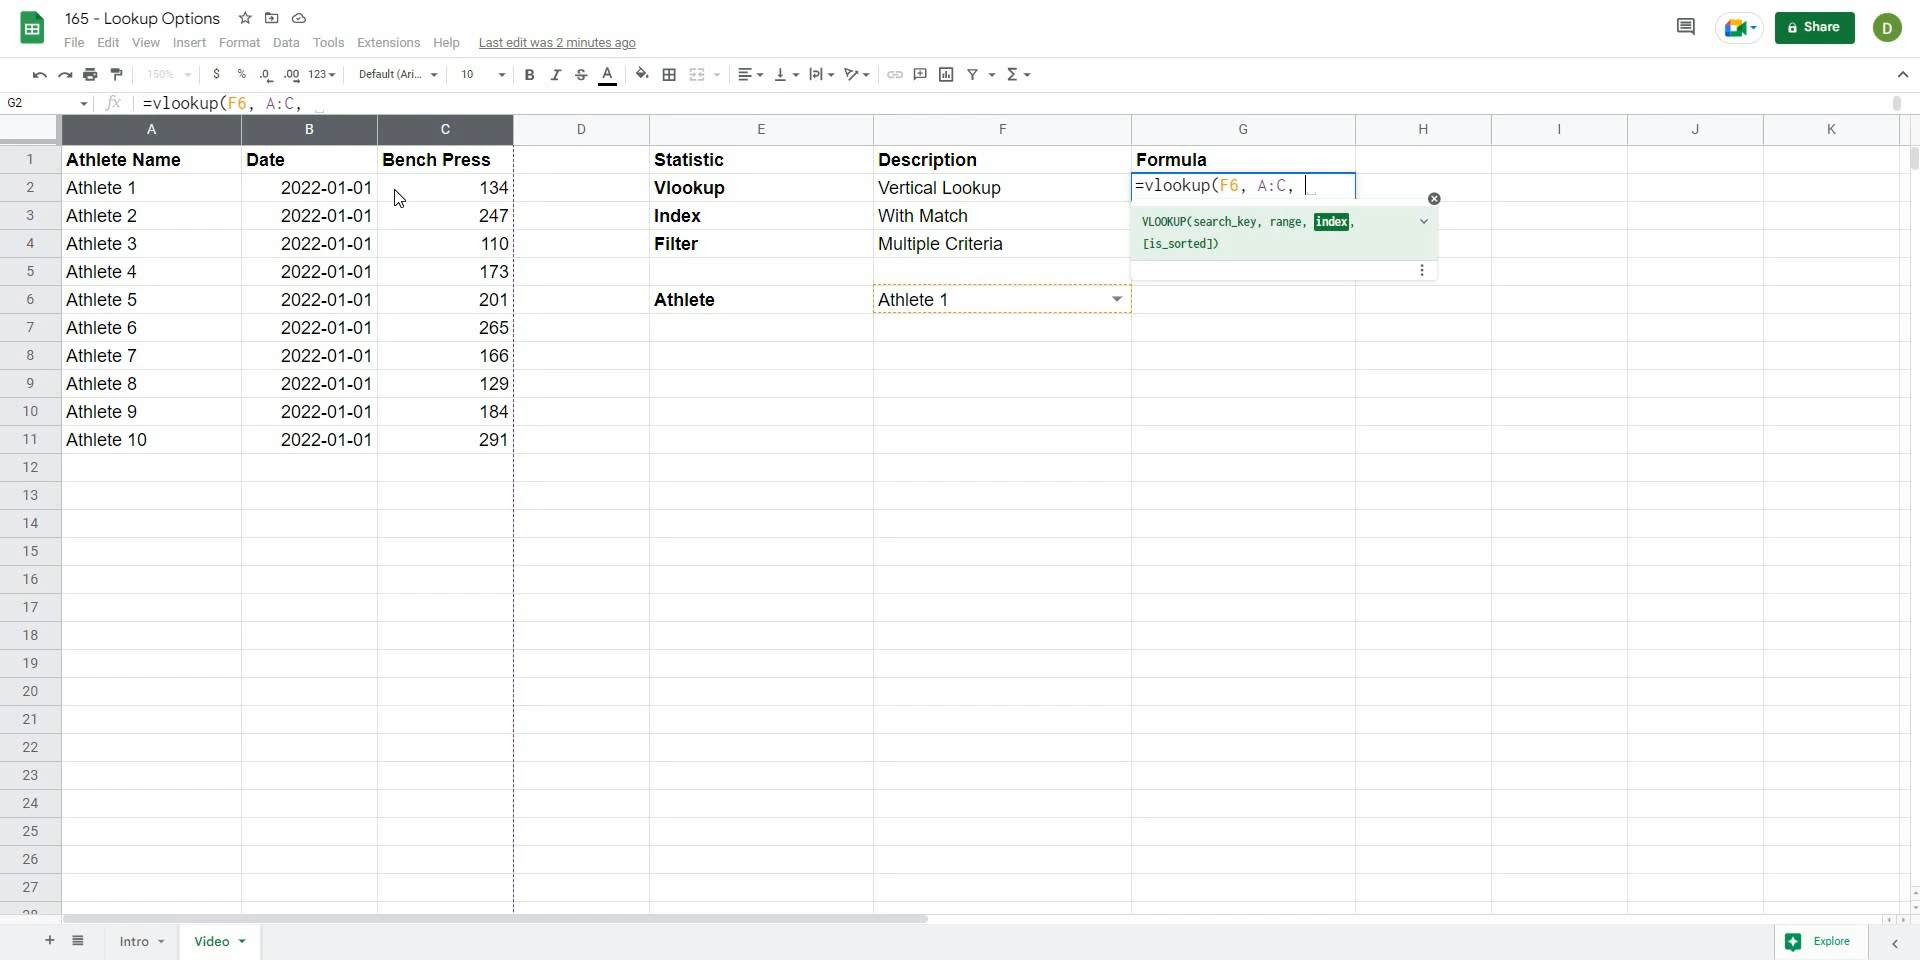 165 - Lookup Options
File Edit View Insert Format Data Tools Extensions Help Last edit was 2 minutes ago
Share
D
150% $ % .0 .00 123 Default (Ari... 10 B I S A
G2 fx =vlookup(F6, A:C,
A B C D E F G H I J K
1 Athlete Name Date Bench Press Statistic Description Formula
2 Athlete 1 2022-01-01 134 Vlookup Vertical Lookup =vlookup(F6, A:C,
3 Athlete 2 2022-01-01 247 Index With Match VLOOKUP(search_key, range, index,
4 Athlete 3 2022-01-01 110 Filter Multiple Criteria [is_sorted])
5 Athlete 4 2022-01-01 173
6 Athlete 5 2022-01-01 201 Athlete Athlete 1
7 Athlete 6 2022-01-01 265
8 Athlete 7 2022-01-01 166
9 Athlete 8 2022-01-01 129
10 Athlete 9 2022-01-01 184
11 Athlete 10 2022-01-01 291
12
13
14
15
16
17
18
19
20
21
22
23
24
25
26
27
28
Intro Video Explore